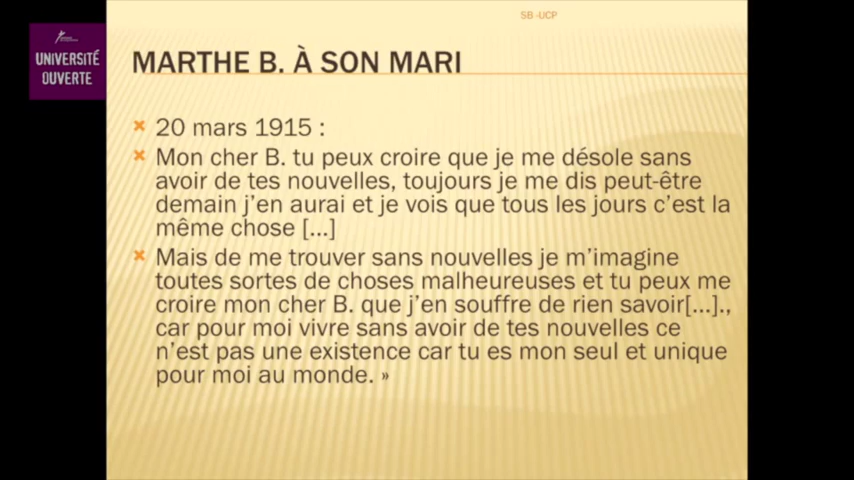 SB -UCP
UNIVERSITÉ
OUVERTE
MARTHE B. À SON MARI
20 mars 1915 :
Mon cher B. tu peux croire que je me désole sans
avoir de tes nouvelles, toujours je me dis peut-être
demain j'en aurai et je vois que tous les jours c'est la
même chose [...]
Mais de me trouver sans nouvelles je m'imagine
toutes sortes de choses malheureuses et tu peux me
croire mon cher B. que j'en souffre de rien savoir[...].,
car pour moi vivre sans avoir de tes nouvelles ce
n'est pas une existence car tu es mon seul et unique
pour moi au monde. »